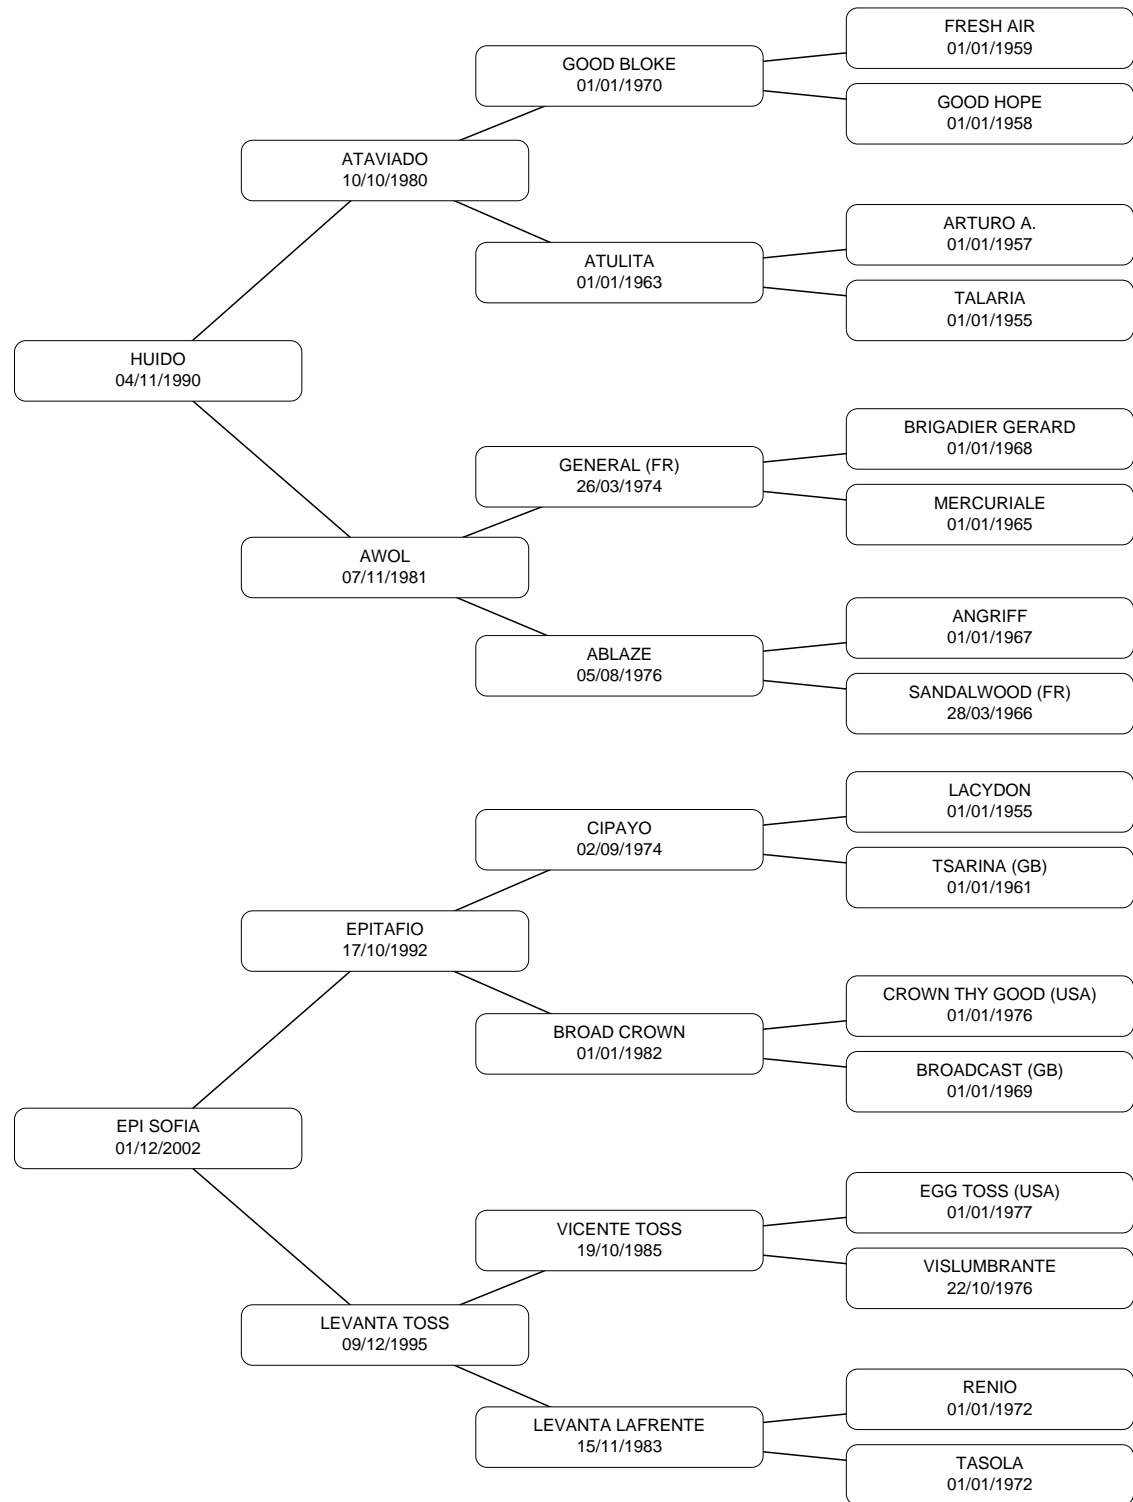 FRESH AIR
01/01/1959
GOOD BLOKE
01/01/1970
GOOD HOPE
01/01/1958
ATAVIADO
10/10/1980
ARTURO A.
01/01/1957
ATULITA
01/01/1963
TALARIA
01/01/1955
HUIDO
04/11/1990
BRIGADIER GERARD
01/01/1968
GENERAL (FR)
26/03/1974
MERCURIALE
01/01/1965
AWOL
07/11/1981
ANGRIFF
01/01/1967
ABLAZE
05/08/1976
SANDALWOOD (FR)
28/03/1966
LACYDON
01/01/1955
CIPAYO
02/09/1974
TSARINA (GB)
01/01/1961
EPITAFIO
17/10/1992
CROWN THY GOOD (USA)
01/01/1976
BROAD CROWN
01/01/1982
BROADCAST (GB)
01/01/1969
EPI SOFIA
01/12/2002
EGG TOSS (USA)
01/01/1977
VICENTE TOSS
19/10/1985
VISLUMBRANTE
22/10/1976
LEVANTA TOSS
09/12/1995
RENIO
01/01/1972
LEVANTA LAFRENTE
15/11/1983
TASOLA
01/01/1972